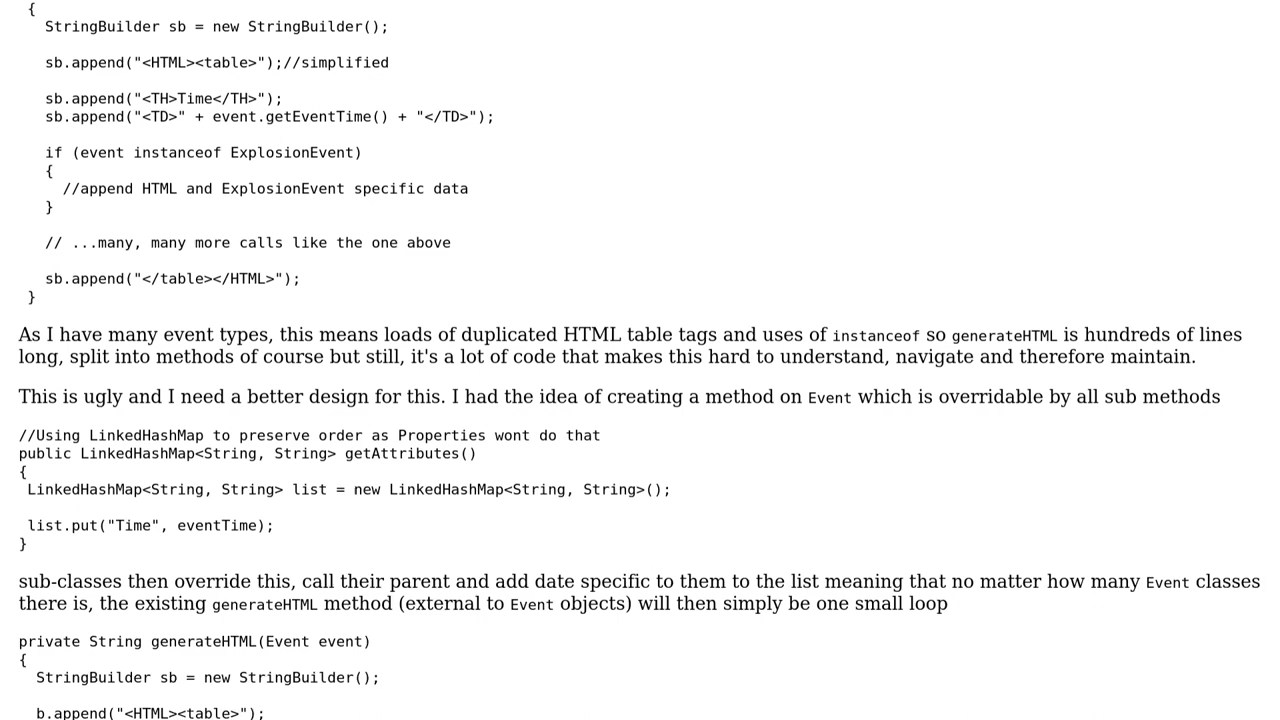 {
StringBuilder sb = new StringBuilder();
sb.append("<HTML><table>");//simplified
sb.append("<TH>Time</TH>");
sb.append("<TD>" + event.getEventTime() + "</TD>");
if (event instanceof ExplosionEvent)
{
//append HTML and ExplosionEvent specific data
}
// ...many, many more calls like the one above
sb.append("</table></HTML>");
}
As I have many event types, this means loads of duplicated HTML table tags and uses of instanceof so generateHTML is hundreds of lines
long, split into methods of course but still, it's a lot of code that makes this hard to understand, navigate and therefore maintain.
This is ugly and I need a better design for this. I had the idea of creating a method on Event which is overridable by all sub methods
//Using LinkedHashMap to preserve order as Properties wont do that
public LinkedHashMap<String, String> getAttributes()
{
LinkedHashMap<String, String> list = new LinkedHashMap<String, String>();
list.put("Time", eventTime);
}
sub-classes then override this, call their parent and add date specific to them to the list meaning that no matter how many Event classes
there is, the existing generateHTML method (external to Event objects) will then simply be one small loop
private String generateHTML(Event event)
{
StringBuilder sb = new StringBuilder();
b.append("<HTML><table>");